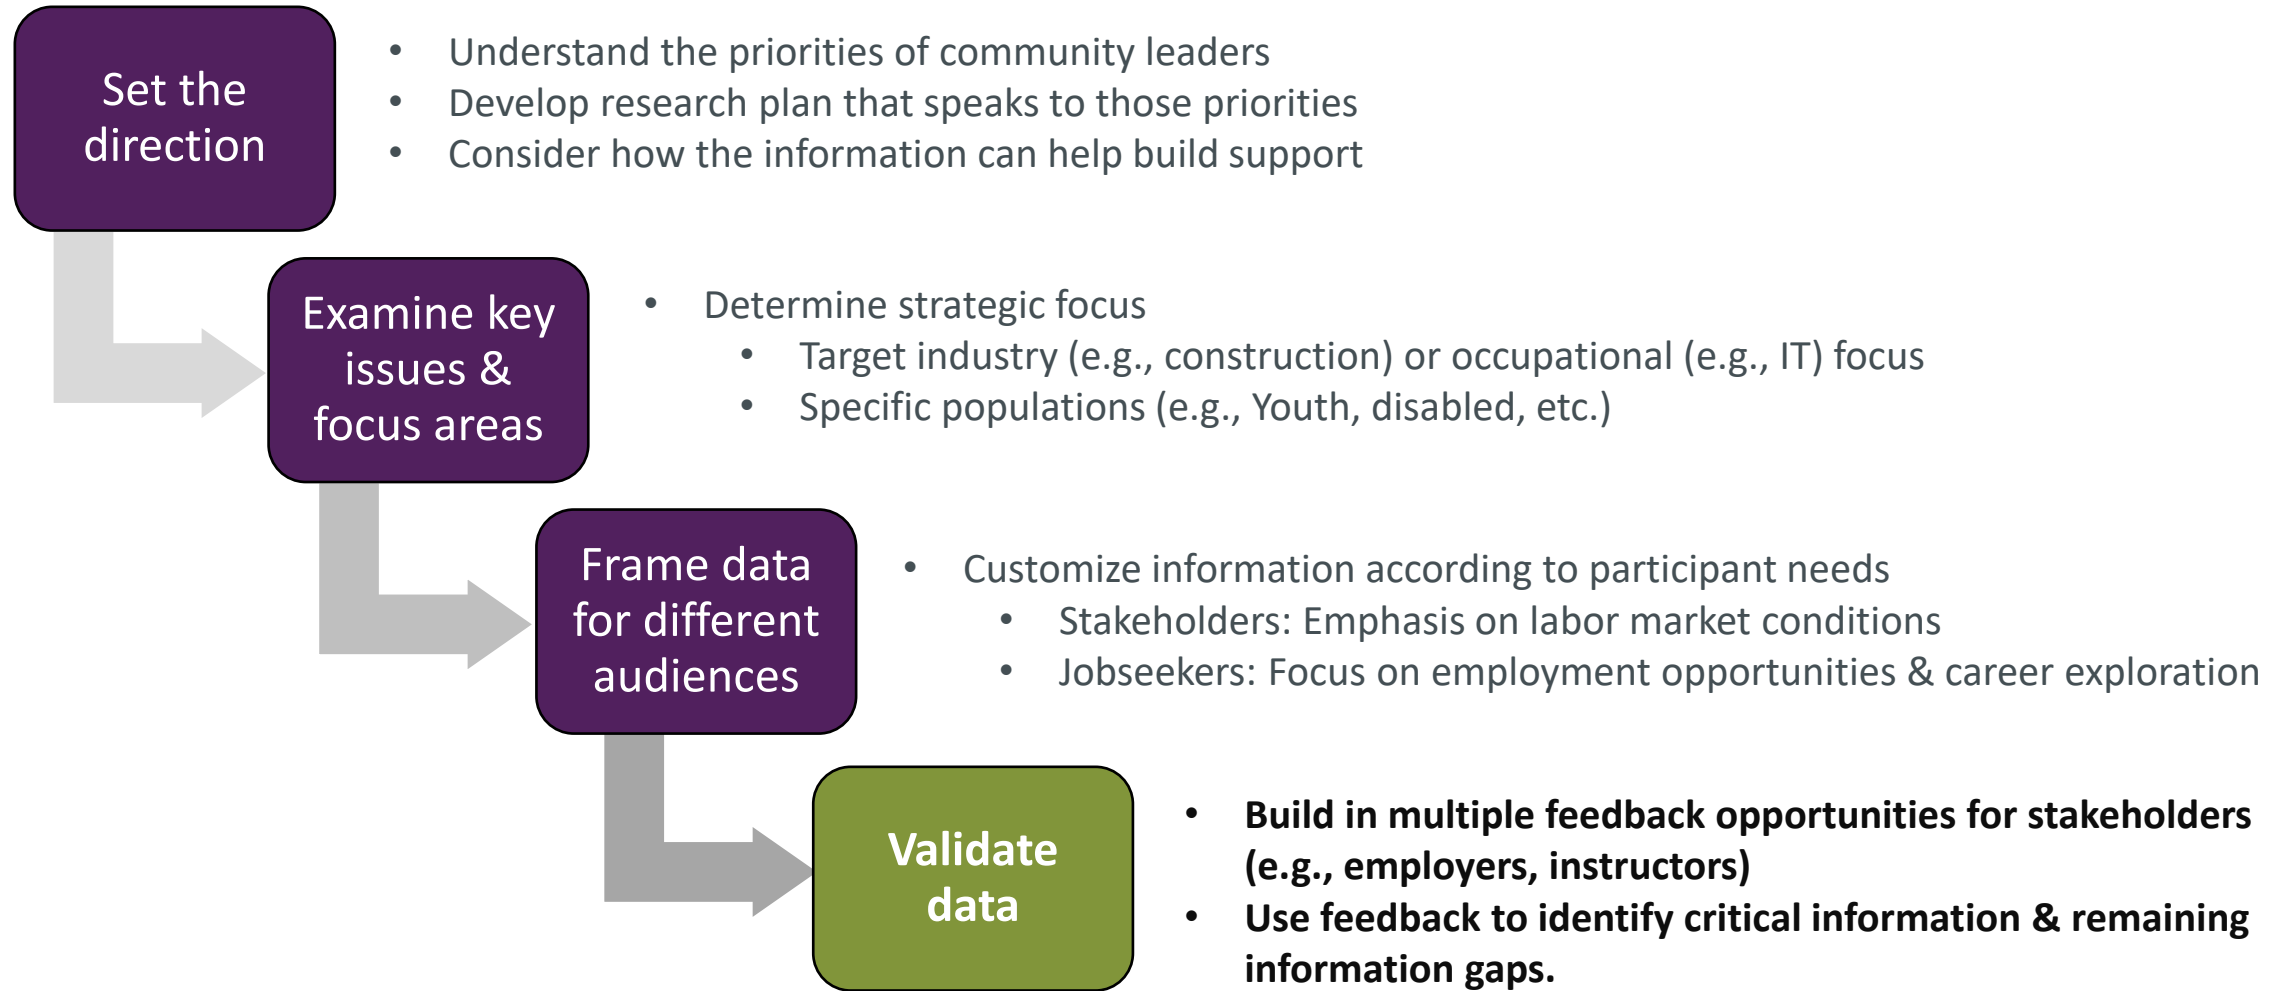 Set the
direction
• Understand the priorities of community leaders
• Develop research plan that speaks to those priorities
• Consider how the information can help build support
Examine key
issues &
focus areas
• Determine strategic focus
• Target industry (e.g., construction) or occupational (e.g., IT) focus
• Specific populations (e.g., Youth, disabled, etc.)
Frame data
for different
audiences
• Customize information according to participant needs
• Stakeholders: Emphasis on labor market conditions
• Jobseekers: Focus on employment opportunities & career exploration
Validate
data
• Build in multiple feedback opportunities for stakeholders
(e.g., employers, instructors)
• Use feedback to identify critical information & remaining
information gaps.